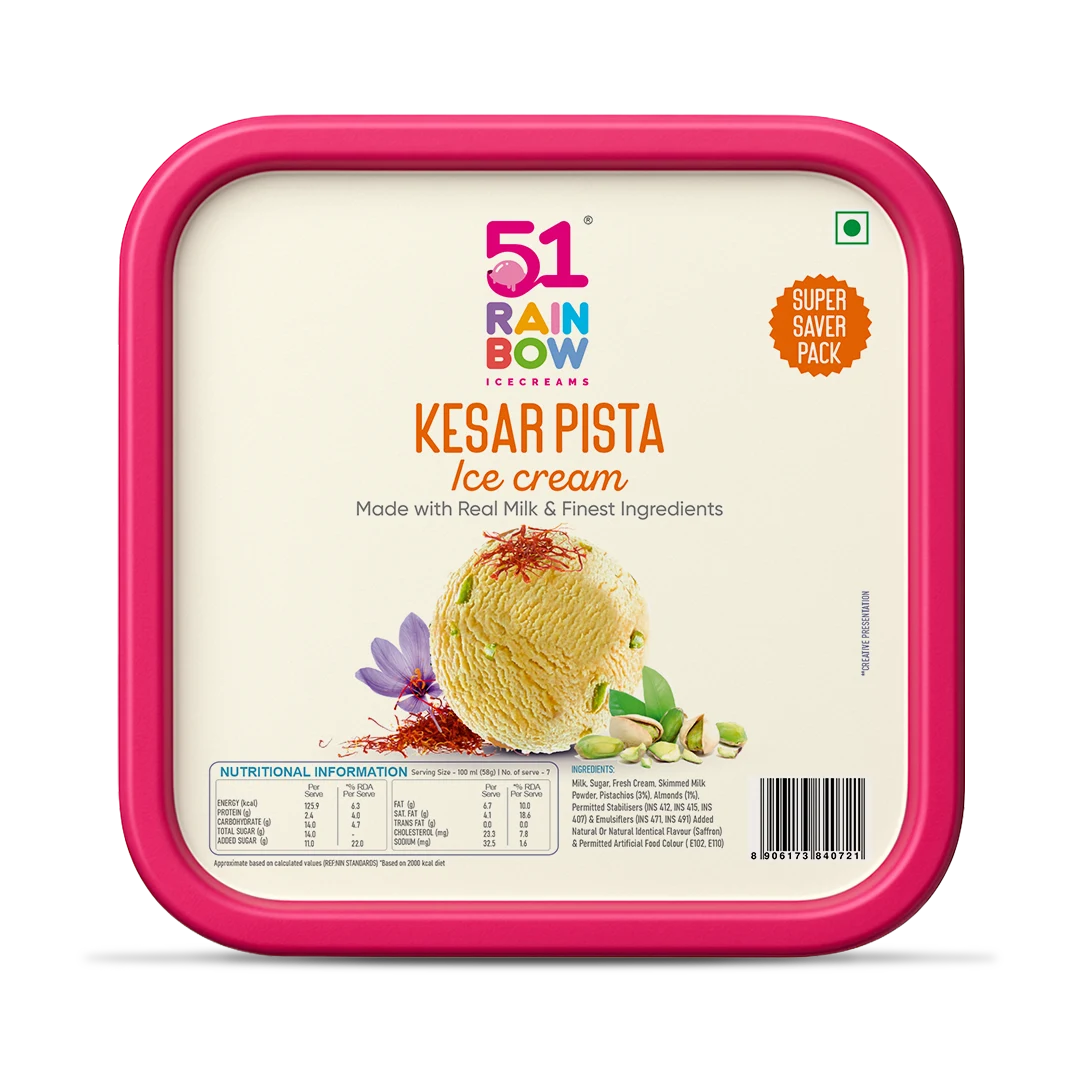 51®
RAIN
BOW
ICECREAMS
SUPER
SAVER
PACK
KESAR PISTA
Ice cream
Made with Real Milk & Finest Ingredients
**CREATIVE PRESENTATION
NUTRITIONAL INFORMATION Serving Size - 100 ml (58g) | No. of serve - 7
Per Serve *% RDA Per Serve
ENERGY (kcal) 125.9 6.3
PROTEIN (g) 2.4 4.0
CARBOHYDRATE (g) 14.0 4.7
TOTAL SUGAR (g) 14.0 -
ADDED SUGAR (g) 11.0 22.0
Per Serve *% RDA Per Serve
FAT (g) 6.7 10.0
SAT. FAT (g) 4.1 18.6
TRANS FAT (g) 0.0 0.0
CHOLESTEROL (mg) 23.3 7.8
SODIUM (mg) 32.5 1.6
Approximate based on calculated values (REF:NIN STANDARDS) *Based on 2000 kcal diet
INGREDIENTS:
Milk, Sugar, Fresh Cream, Skimmed Milk
Powder, Pistachios (3%), Almonds (1%),
Permitted Stabilisers (INS 412, INS 415, INS
407) & Emulsifiers (INS 471, INS 491) Added
Natural Or Natural Identical Flavour (Saffron)
& Permitted Artificial Food Colour ( E102, E110)
8 906173 840721